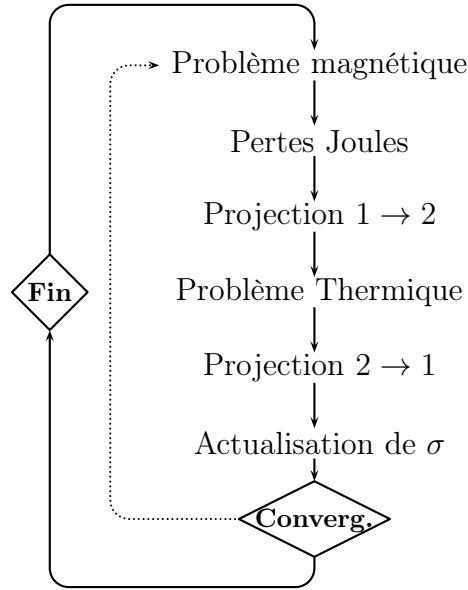 Problème magnétique
Pertes Joules
Projection 1 → 2
Fin
Problème Thermique
Projection 2 → 1
Actualisation de σ
Converg.